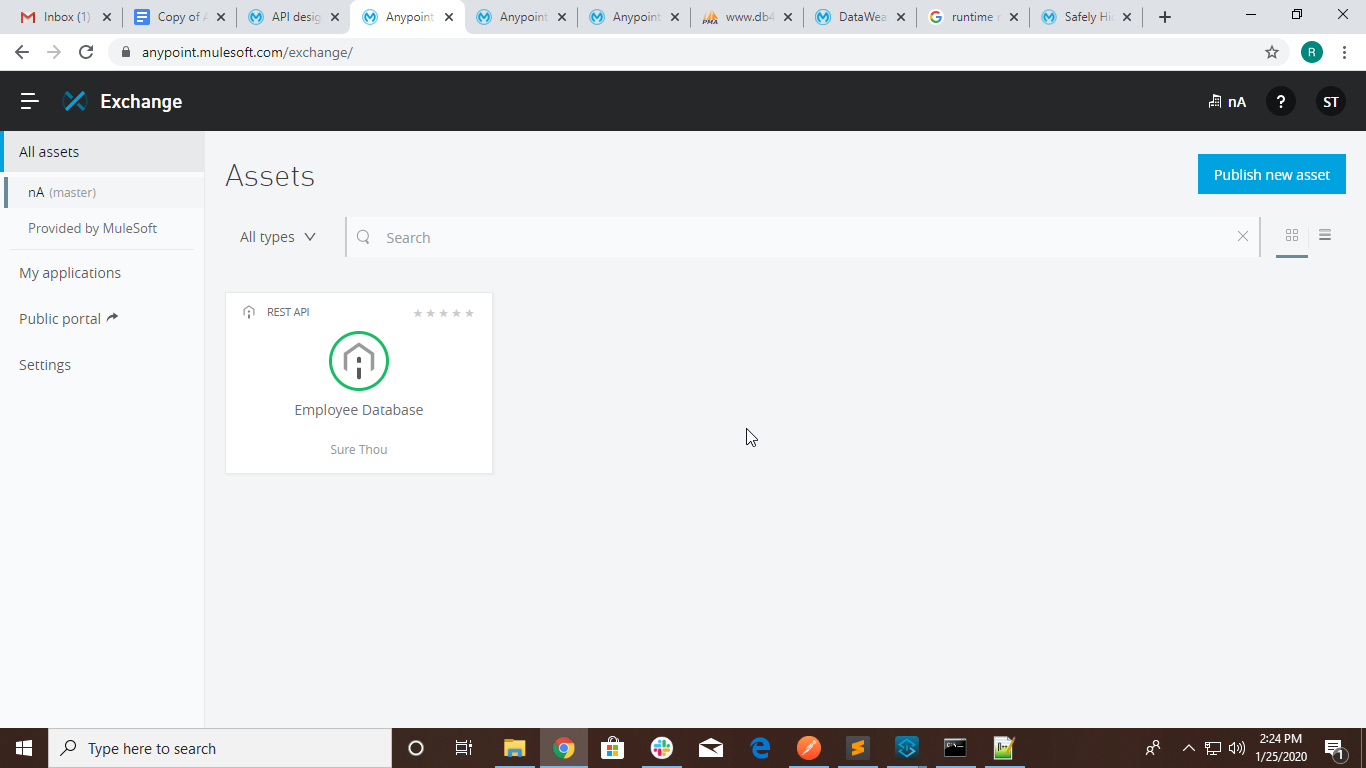 Inbox (1)
Copy of A
API desig
Anypoint
Anypoint
Anypoint
www.db4
DataWea
runtime r
Safely Hid
anypoint.mulesoft.com/exchange/
R
Exchange
nA
?
ST
All assets
nA (master)
Provided by MuleSoft
My applications
Public portal
Settings
Assets
Publish new asset
All types
Search
REST API
Employee Database
Sure Thou
Type here to search
2:24 PM
1/25/2020
1